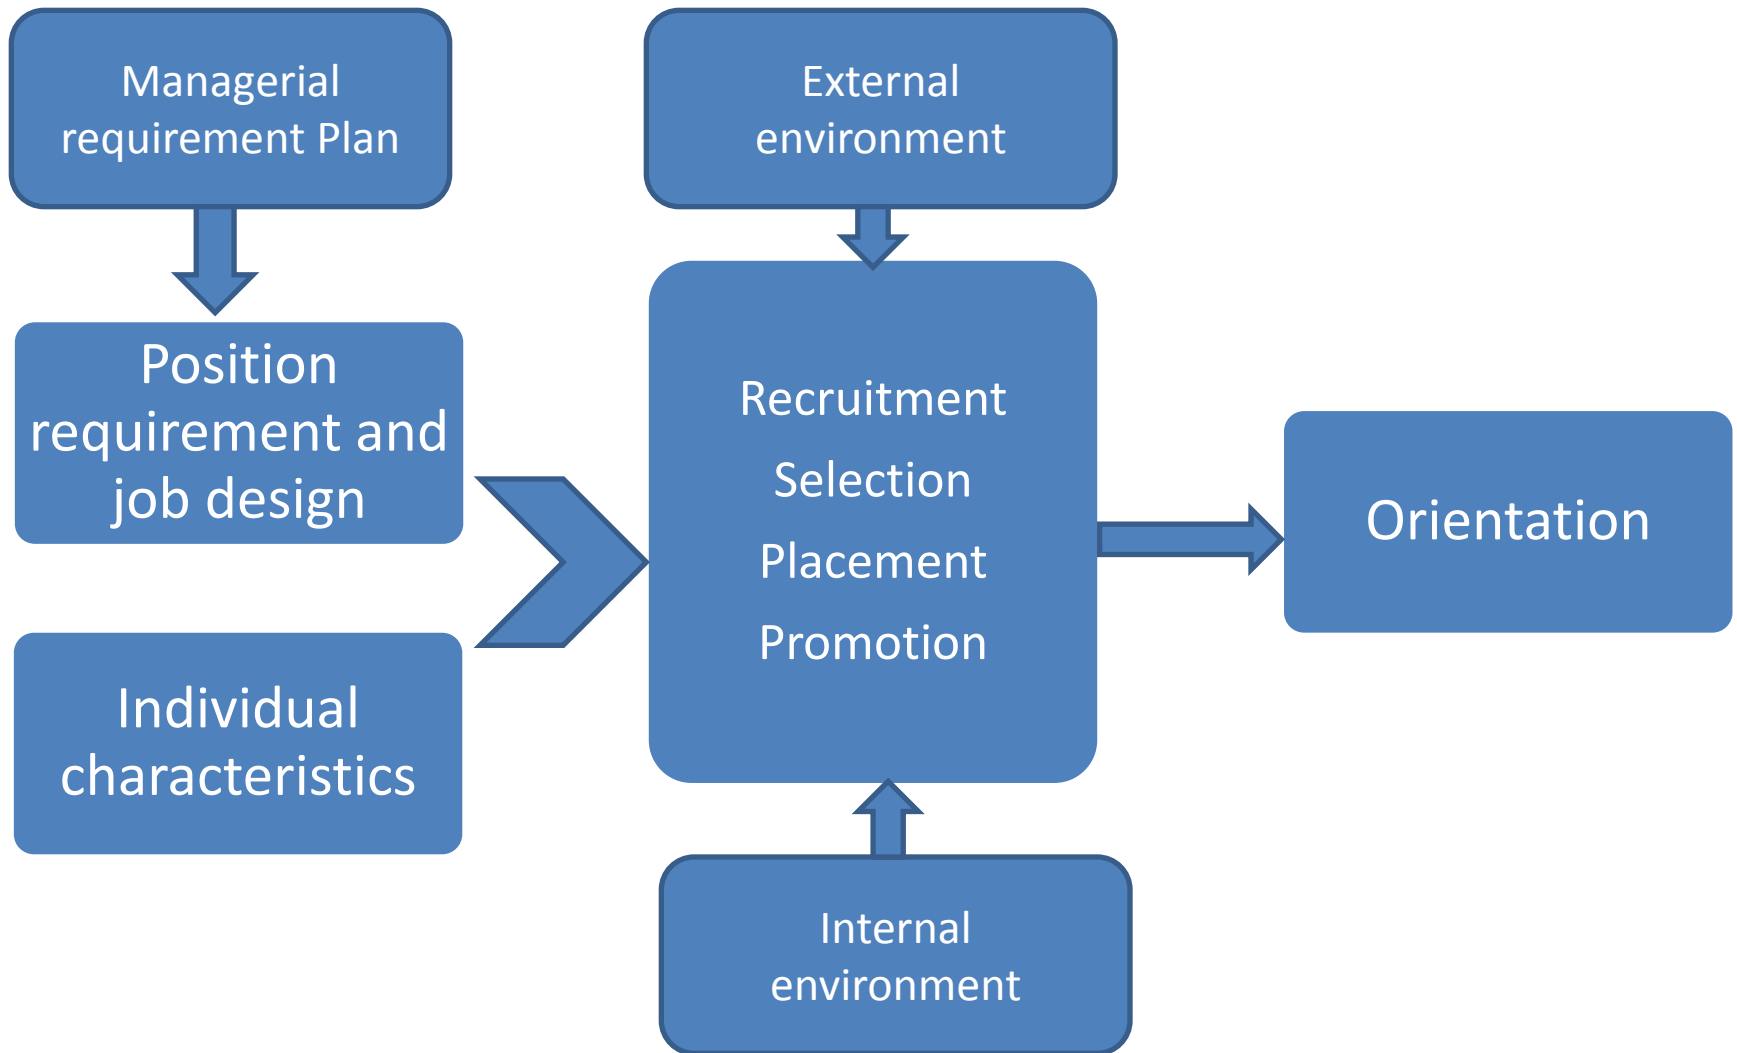 Managerial
requirement Plan
External
environment
Position
requirement and
job design
Recruitment
Selection
Placement
Promotion
Orientation
Individual
characteristics
Internal
environment